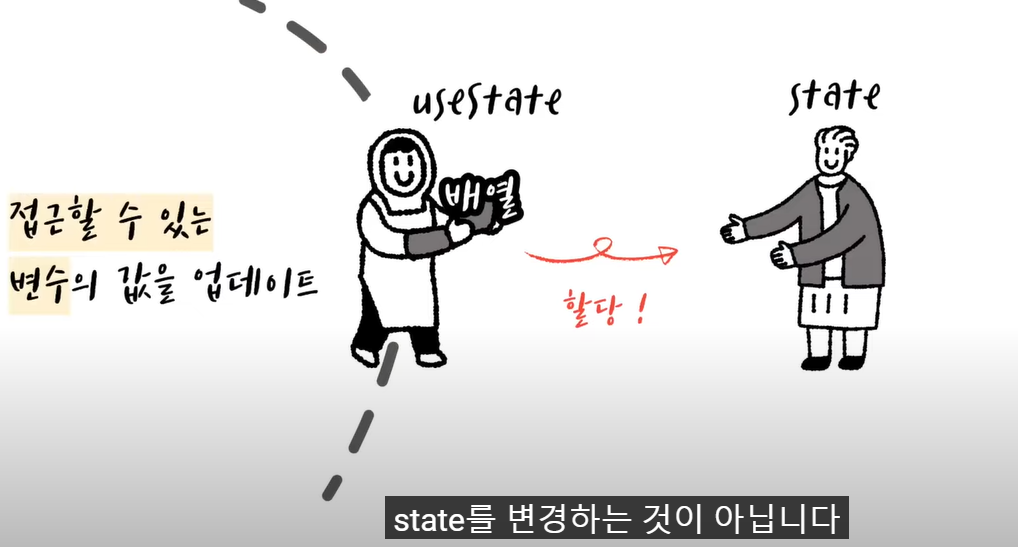 useState
state
배열
접근할 수 있는
변수의 값을 업데이트
할당!
state를 변경하는 것이 아닙니다